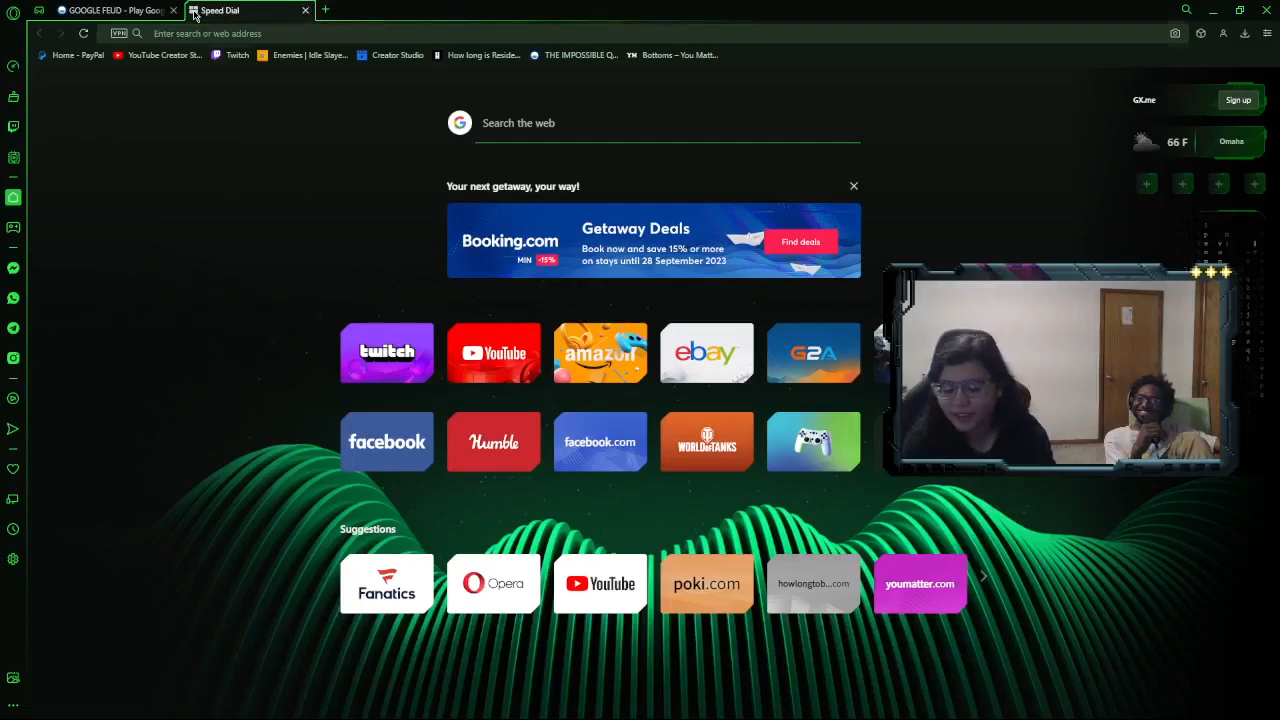 GOOGLE FEUD - Play Goog
Speed Dial
VPN
Enter search or web address
Home - PayPal
YouTube Creator St...
Twitch
Enemies | Idle Slaye...
Creator Studio
How long is Reside...
THE IMPOSSIBLE Q...
YM
Bottoms – You Matt...
Search the web
GX.me
Sign up
66 F
Omaha
Your next getaway, your way!
Booking.com
MIN -15%
Getaway Deals
Book now and save 15% or more
on stays until 28 September 2023
Find deals
twitch
YouTube
amazon
ebay
G2A
facebook
Humble
facebook.com
WORLD OF TANKS
Suggestions
Fanatics
Opera
YouTube
poki.com
howlongtob...com
youmatter.com